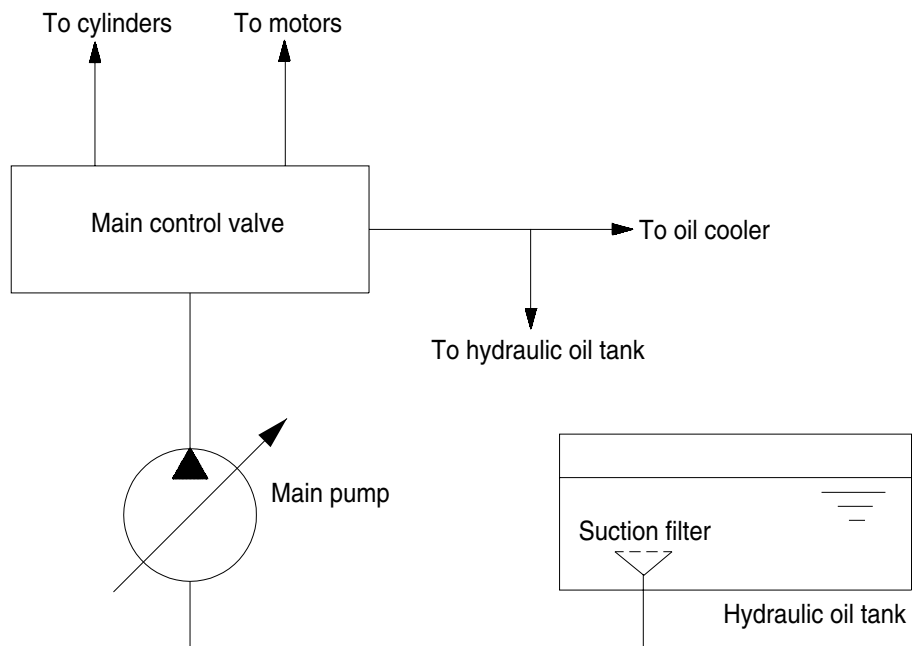 To cylinders
To motors
Main control valve
To oil cooler
To hydraulic oil tank
Main pump
Suction filter
Hydraulic oil tank